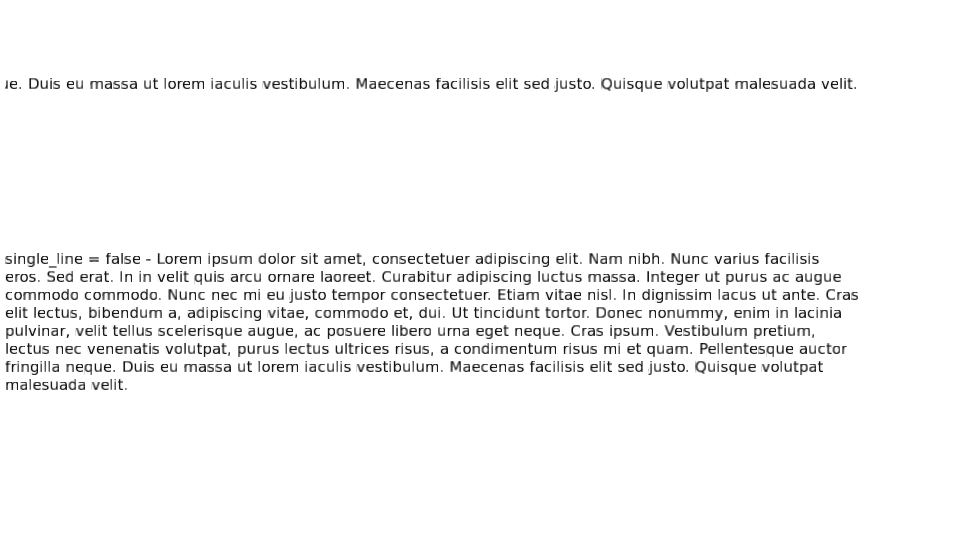 ue. Duis eu massa ut lorem iaculis vestibulum. Maecenas facilisis elit sed justo. Quisque volutpat malesuada velit.
single_line = false - Lorem ipsum dolor sit amet, consectetuer adipiscing elit. Nam nibh. Nunc varius facilisis
eros. Sed erat. In in velit quis arcu ornare laoreet. Curabitur adipiscing luctus massa. Integer ut purus ac augue
commodo commodo. Nunc nec mi eu justo tempor consectetuer. Etiam vitae nisl. In dignissim lacus ut ante. Cras
elit lectus, bibendum a, adipiscing vitae, commodo et, dui. Ut tincidunt tortor. Donec nonummy, enim in lacinia
pulvinar, velit tellus scelerisque augue, ac posuere libero urna eget neque. Cras ipsum. Vestibulum pretium,
lectus nec venenatis volutpat, purus lectus ultrices risus, a condimentum risus mi et quam. Pellentesque auctor
fringilla neque. Duis eu massa ut lorem iaculis vestibulum. Maecenas facilisis elit sed justo. Quisque volutpat
malesuada velit.